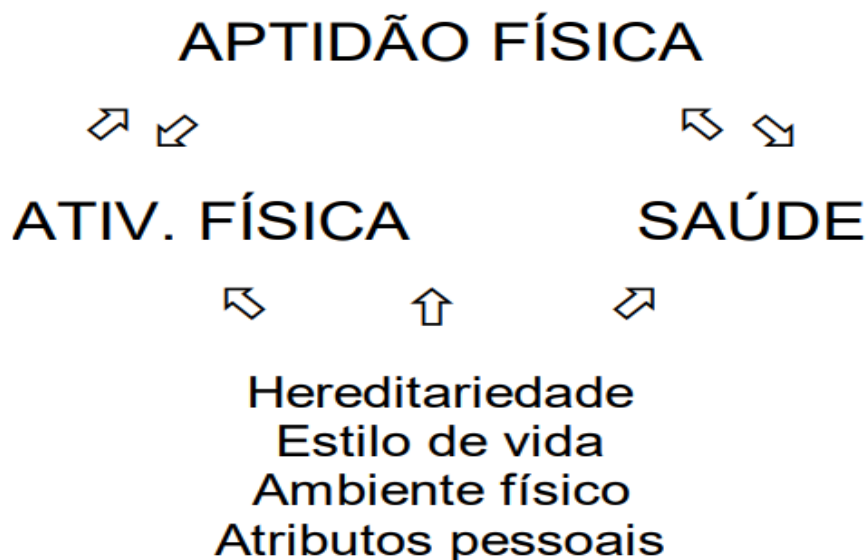 APTIDÃO FÍSICA
ATIV. FÍSICA SAÚDE
Hereditariedade
Estilo de vida
Ambiente físico
Atributos pessoais